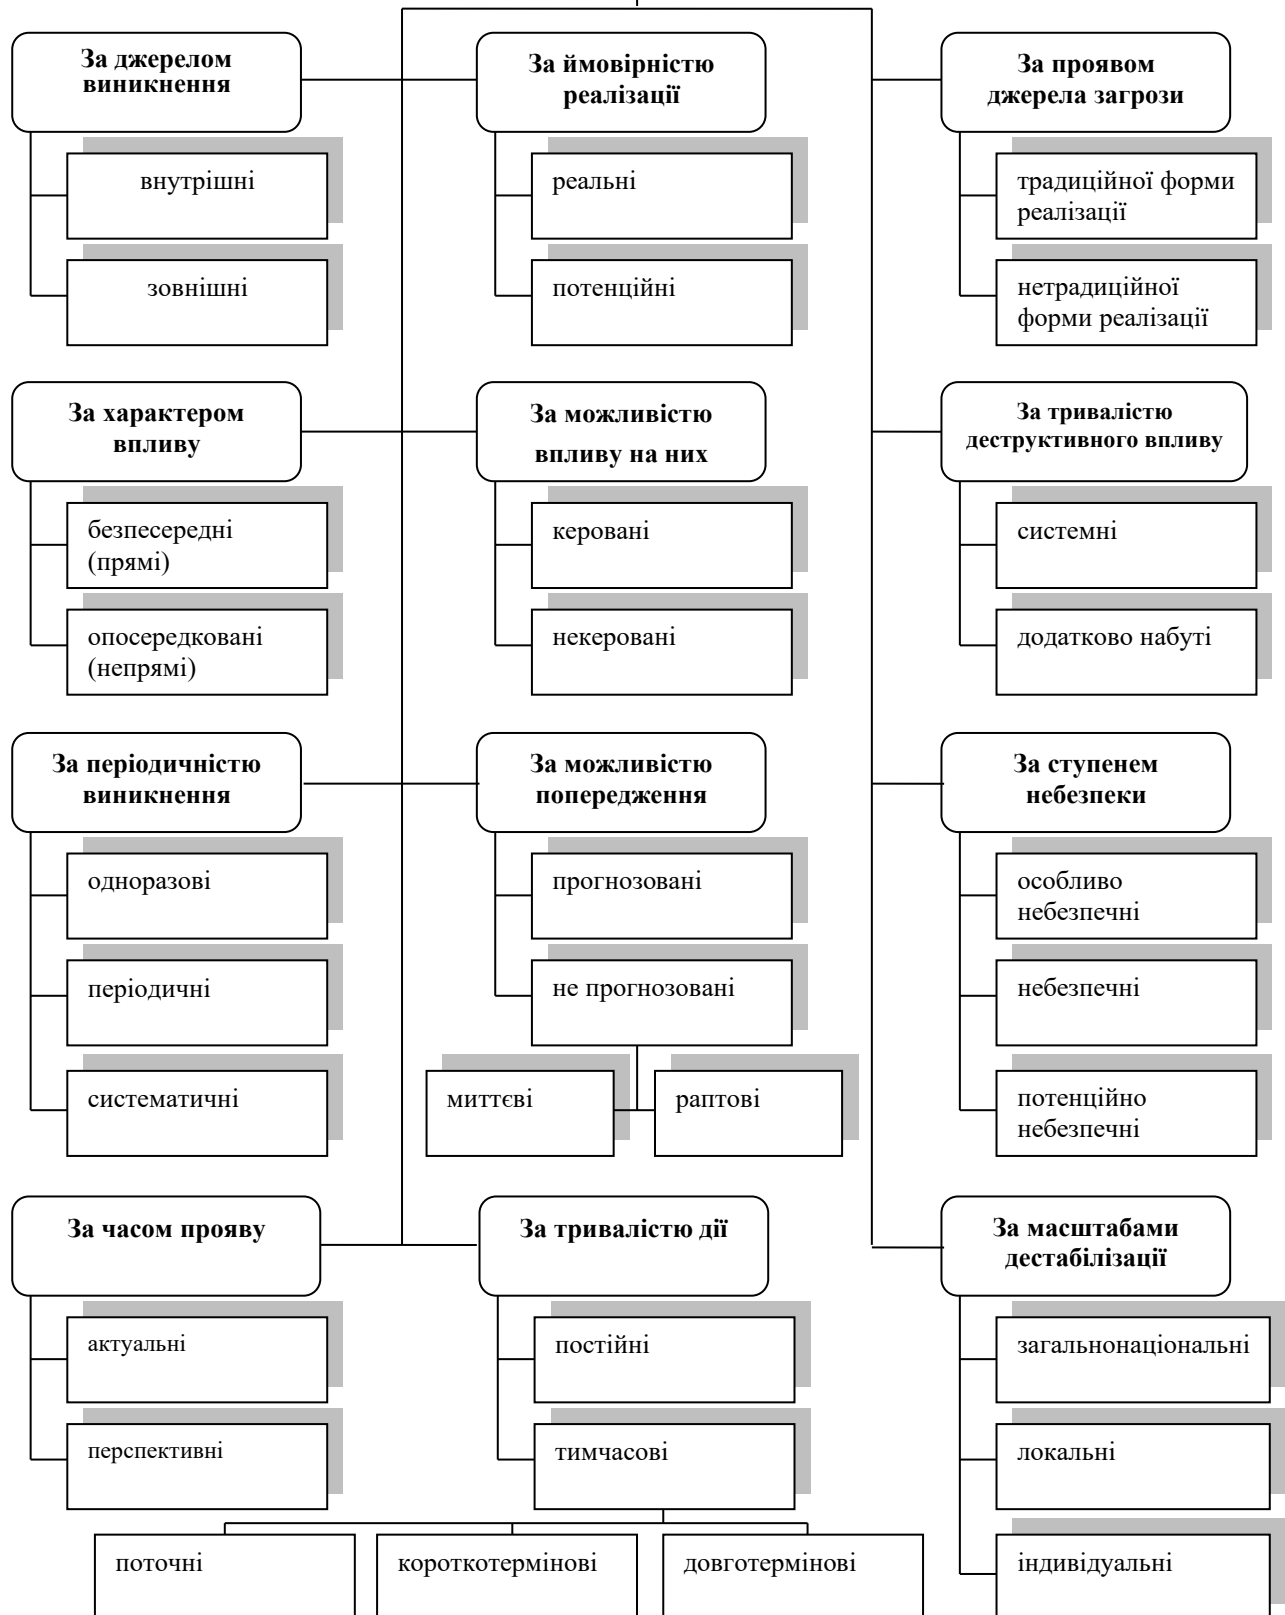 За джерелом
виникнення
внутрішні
зовнішні
За ймовірністю
реалізації
реальні
потенційні
За проявом
джерела загрози
традиційної форми
реалізації
нетрадиційної
форми реалізації
За характером
впливу
безпесередні
(прямі)
опосередковані
(непрямі)
За можливістю
впливу на них
керовані
некеровані
За тривалістю
деструктивного впливу
системні
додатково набуті
За періодичністю
виникнення
одноразові
періодичні
систематичні
За можливістю
попередження
прогнозовані
не прогнозовані
миттєві
раптові
За ступенем
небезпеки
особливо
небезпечні
небезпечні
потенційно
небезпечні
За часом прояву
актуальні
перспективні
За тривалістю дії
постійні
тимчасові
поточні
короткотермінові
довготермінові
За масштабами
дестабілізації
загальнонаціональні
локальні
індивідуальні